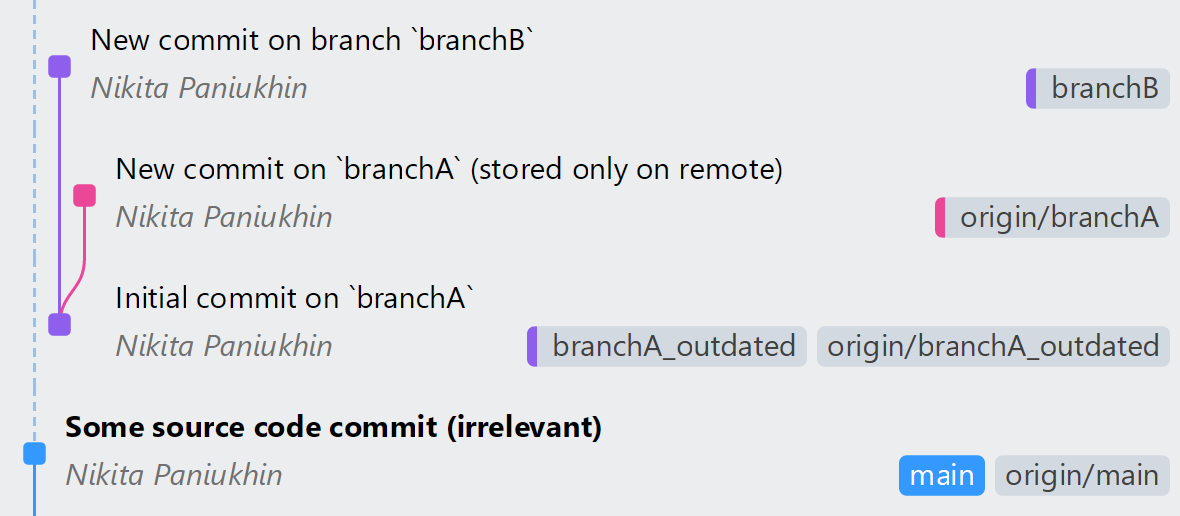 New commit on branch `branchB`
Nikita Paniukhin branchB
New commit on `branchA` (stored only on remote)
Nikita Paniukhin origin/branchA
Initial commit on `branchA`
Nikita Paniukhin branchA_outdated origin/branchA_outdated
Some source code commit (irrelevant)
Nikita Paniukhin main origin/main